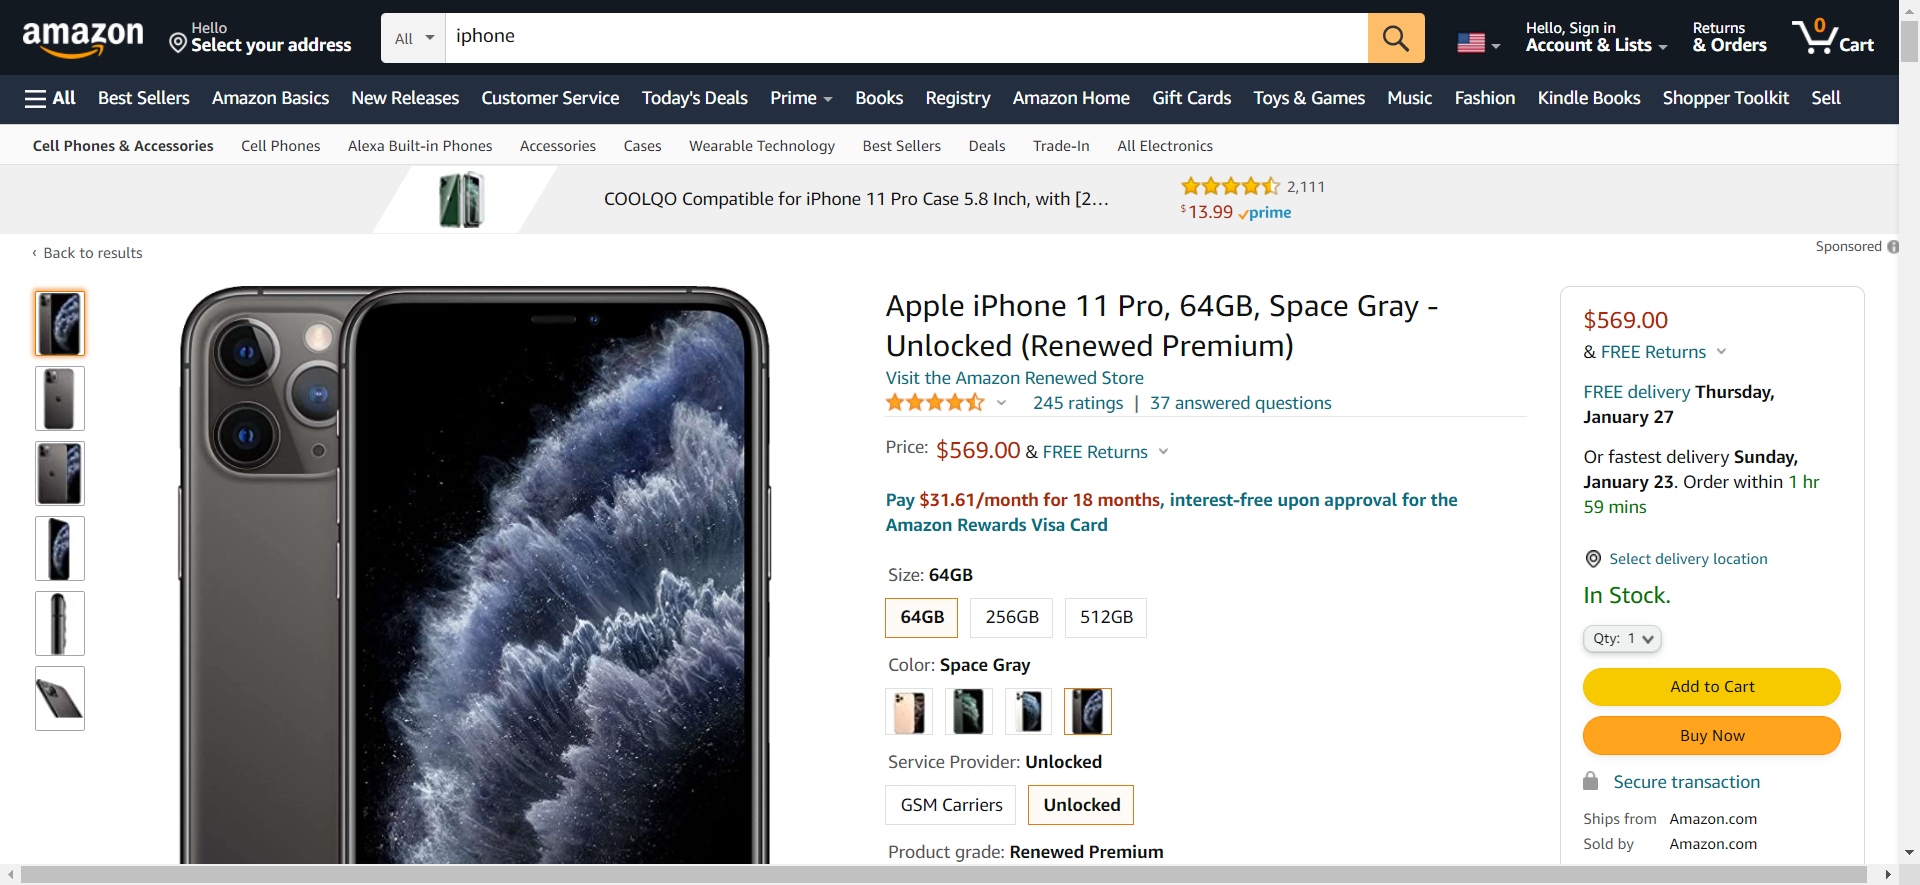 amazon
Hello
Select your address
All
iphone
Hello, Sign in
Account & Lists
Returns
& Orders
0
Cart
All
Best Sellers
Amazon Basics
New Releases
Customer Service
Today's Deals
Prime
Books
Registry
Amazon Home
Gift Cards
Toys & Games
Music
Fashion
Kindle Books
Shopper Toolkit
Sell
Cell Phones & Accessories
Cell Phones
Alexa Built-in Phones
Accessories
Cases
Wearable Technology
Best Sellers
Deals
Trade-In
All Electronics
COOLQO Compatible for iPhone 11 Pro Case 5.8 Inch, with [2…
2,111
$13.99 prime
‹ Back to results
Sponsored
Apple iPhone 11 Pro, 64GB, Space Gray -
Unlocked (Renewed Premium)
Visit the Amazon Renewed Store
245 ratings | 37 answered questions
Price: $569.00 & FREE Returns
Pay $31.61/month for 18 months, interest-free upon approval for the
Amazon Rewards Visa Card
Size: 64GB
64GB
256GB
512GB
Color: Space Gray
Service Provider: Unlocked
GSM Carriers
Unlocked
Product grade: Renewed Premium
$569.00
& FREE Returns
FREE delivery Thursday,
January 27
Or fastest delivery Sunday,
January 23. Order within 1 hr
59 mins
Select delivery location
In Stock.
Qty: 1
Add to Cart
Buy Now
Secure transaction
Ships from Amazon.com
Sold by Amazon.com